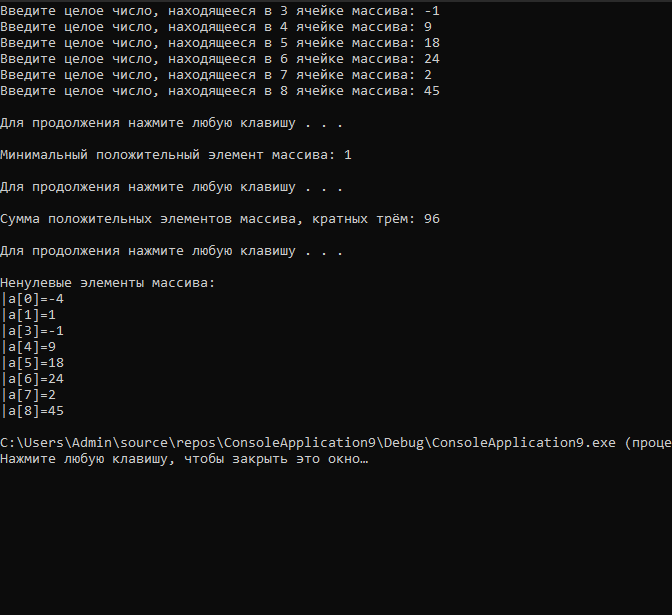 Введите целое число, находящееся в 3 ячейке массива: -1
Введите целое число, находящееся в 4 ячейке массива: 9
Введите целое число, находящееся в 5 ячейке массива: 18
Введите целое число, находящееся в 6 ячейке массива: 24
Введите целое число, находящееся в 7 ячейке массива: 2
Введите целое число, находящееся в 8 ячейке массива: 45
Для продолжения нажмите любую клавишу . . .
Минимальный положительный элемент массива: 1
Для продолжения нажмите любую клавишу . . .
Сумма положительных элементов массива, кратных трём: 96
Для продолжения нажмите любую клавишу . . .
Ненулевые элементы массива:
|a[0]=-4
|a[1]=1
|a[3]=-1
|a[4]=9
|a[5]=18
|a[6]=24
|a[7]=2
|a[8]=45
C:\Users\Admin\source\repos\ConsoleApplication9\Debug\ConsoleApplication9.exe (проце
Нажмите любую клавишу, чтобы закрыть это окно…